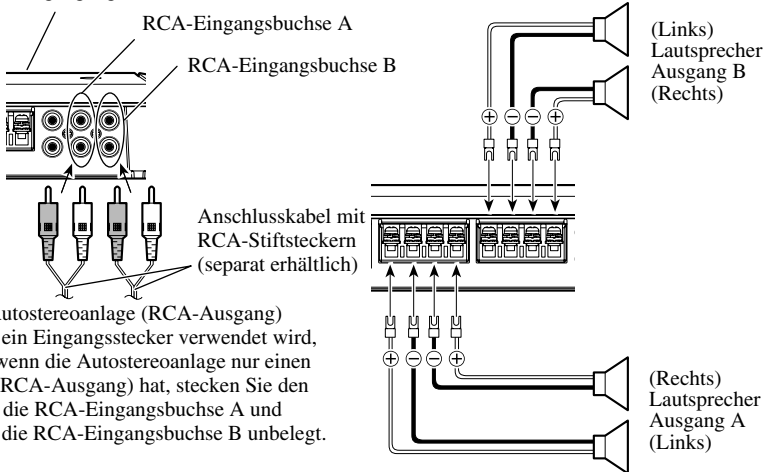 RCA-Eingangsbuchse A
RCA-Eingangsbuchse B
Anschlusskabel mit
RCA-Stiftsteckern
(separat erhältlich)
(RCA-Ausgang)
ein Eingangsstecker verwendet wird,
wenn die Autostereoanlage nur einen
(RCA-Ausgang) hat, stecken Sie den
die RCA-Eingangsbuchse A und
die RCA-Eingangsbuchse B unbelegt.
(Links)
Lautsprecher
Ausgang B
(Rechts)
+ − − +
+ − − +
(Rechts)
Lautsprecher
Ausgang A
(Links)